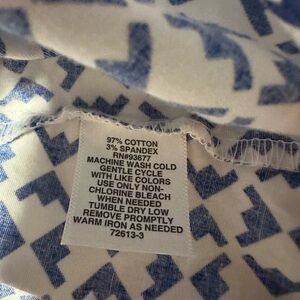 97% COTTON
3% SPANDEX
RN#93677
MACHINE WASH COLD
GENTLE CYCLE
WITH LIKE COLORS
USE ONLY NON-
CHLORINE BLEACH
WHEN NEEDED
TUMBLE DRY LOW
REMOVE PROMPTLY
WARM IRON AS NEEDED
72613-3